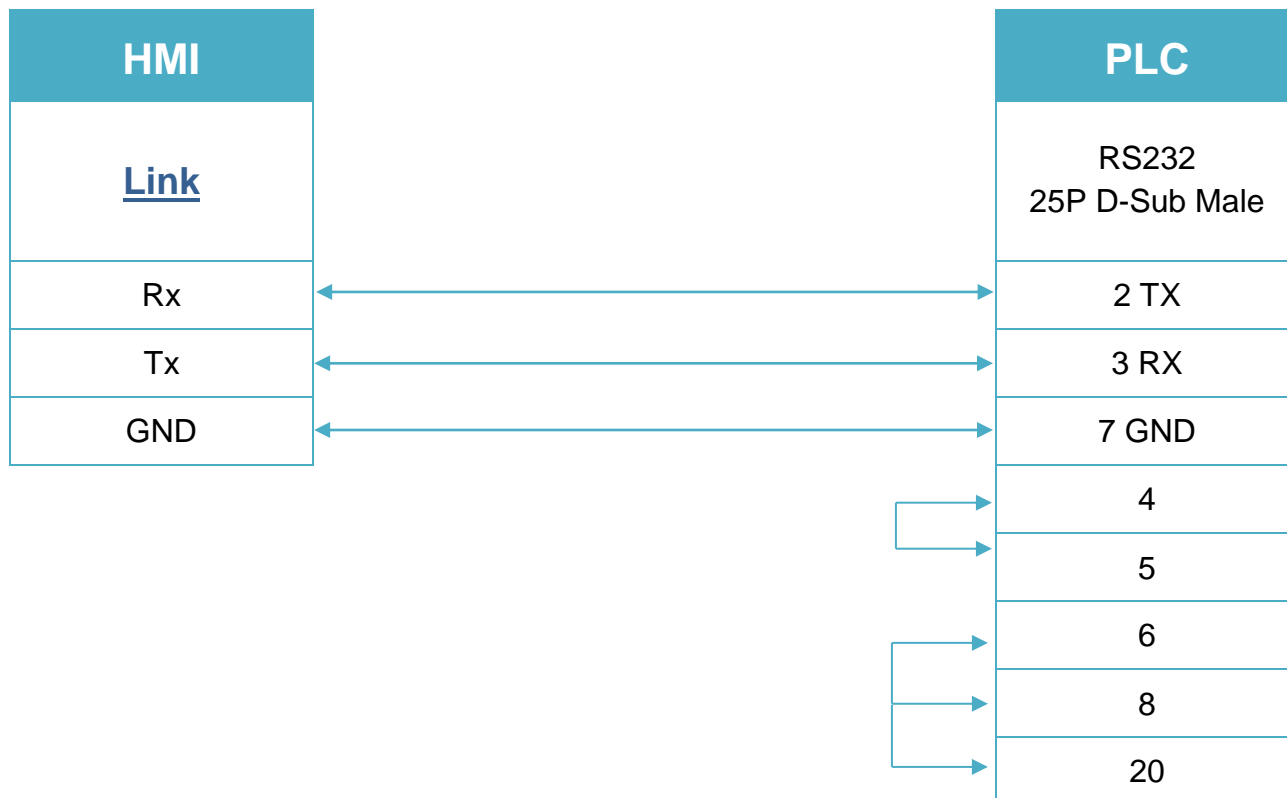 HMI
PLC
Link
RS232
25P D-Sub Male
Rx
2 TX
Tx
3 RX
GND
7 GND
4
5
6
8
20